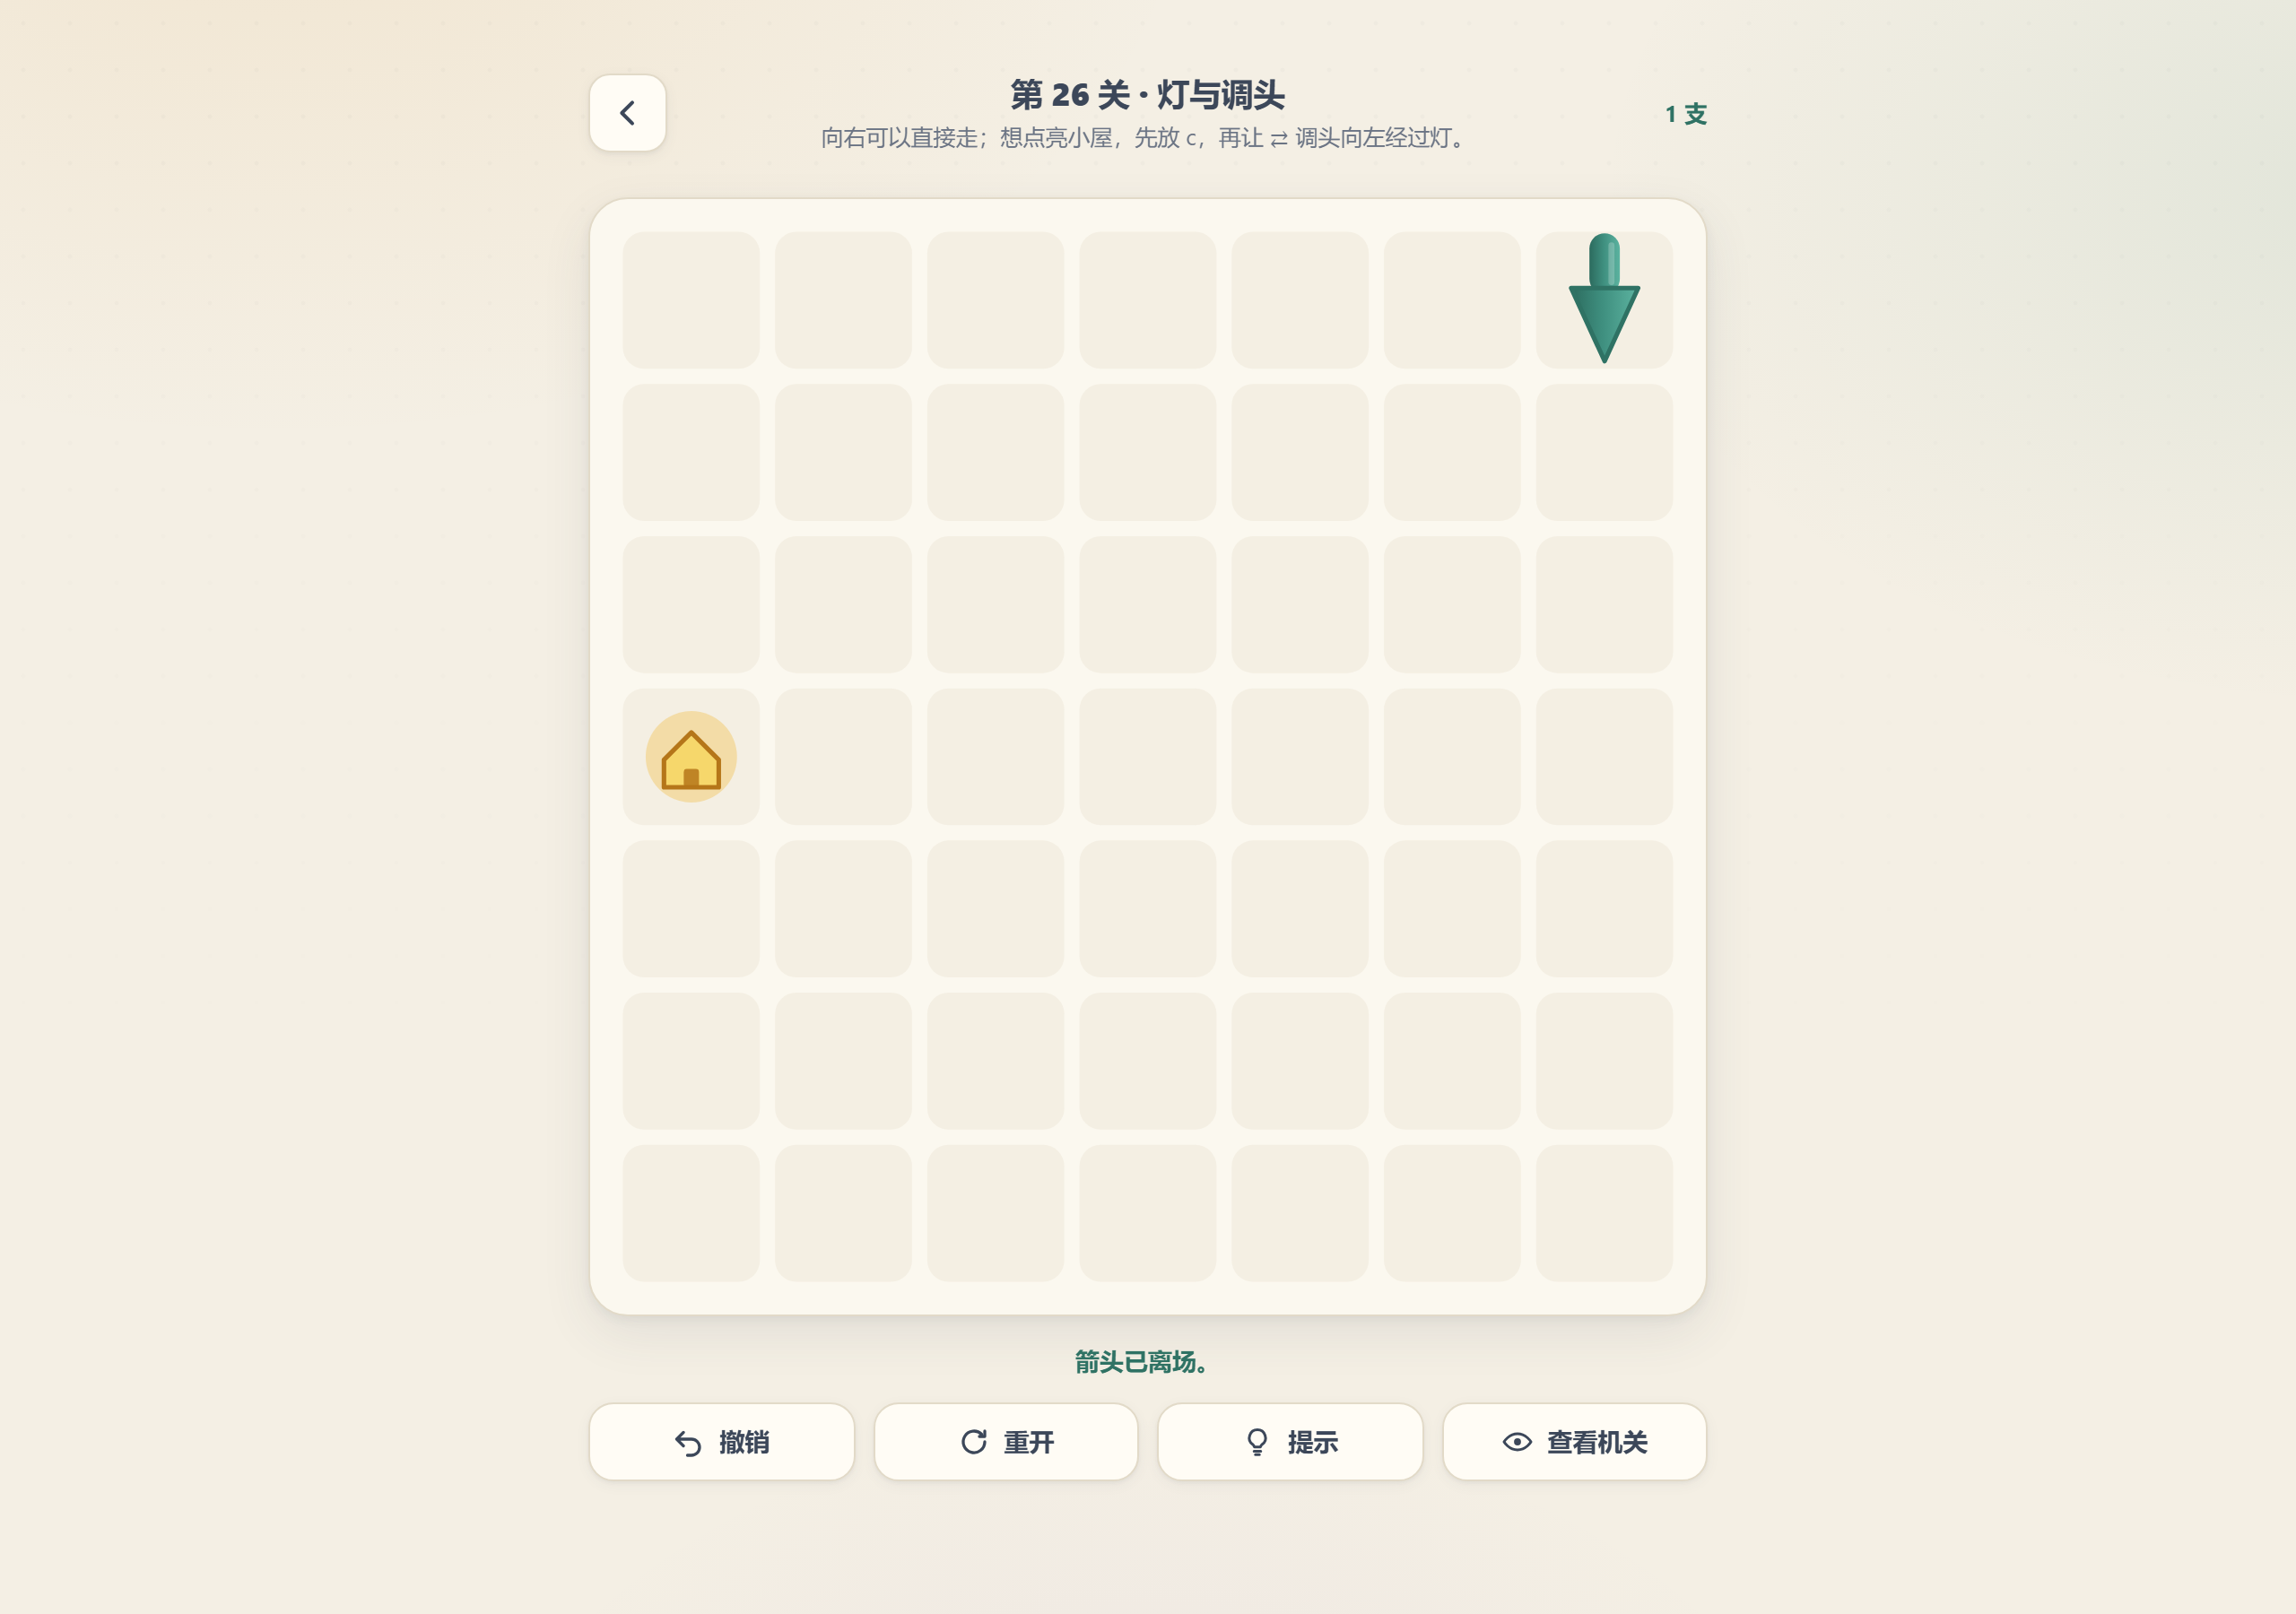 第 26 关 · 灯与调头
向右可以直接走；想点亮小屋，先放 c，再让 ⇄ 调头向左经过灯。
1 支
箭头已离场。
撤销
重开
提示
查看机关